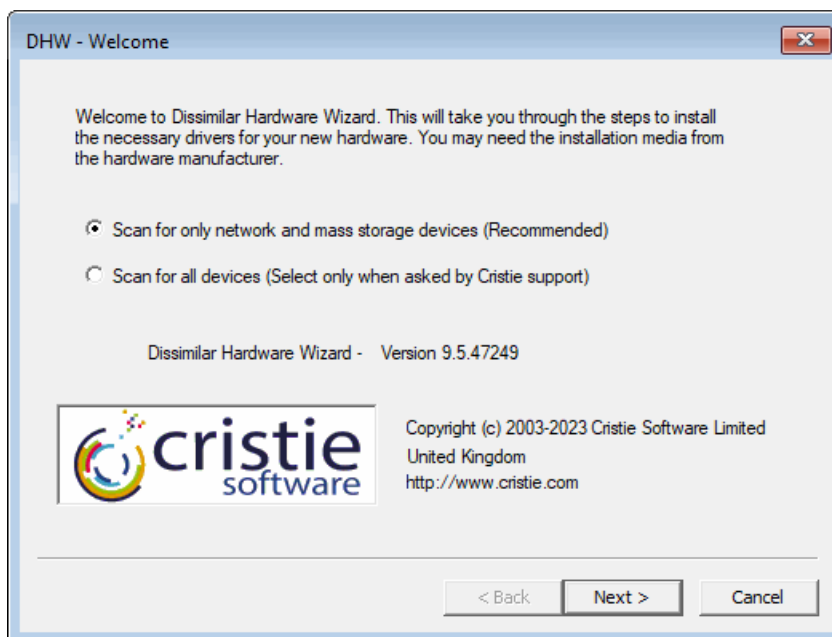 DHW - Welcome
Welcome to Dissimilar Hardware Wizard. This will take you through the steps to install
the necessary drivers for your new hardware. You may need the installation media from
the hardware manufacturer.
Scan for only network and mass storage devices (Recommended)
Scan for all devices (Select only when asked by Cristie support)
Dissimilar Hardware Wizard - Version 9.5.47249
cristie
software
Copyright (c) 2003-2023 Cristie Software Limited
United Kingdom
http://www.cristie.com
< Back Next > Cancel